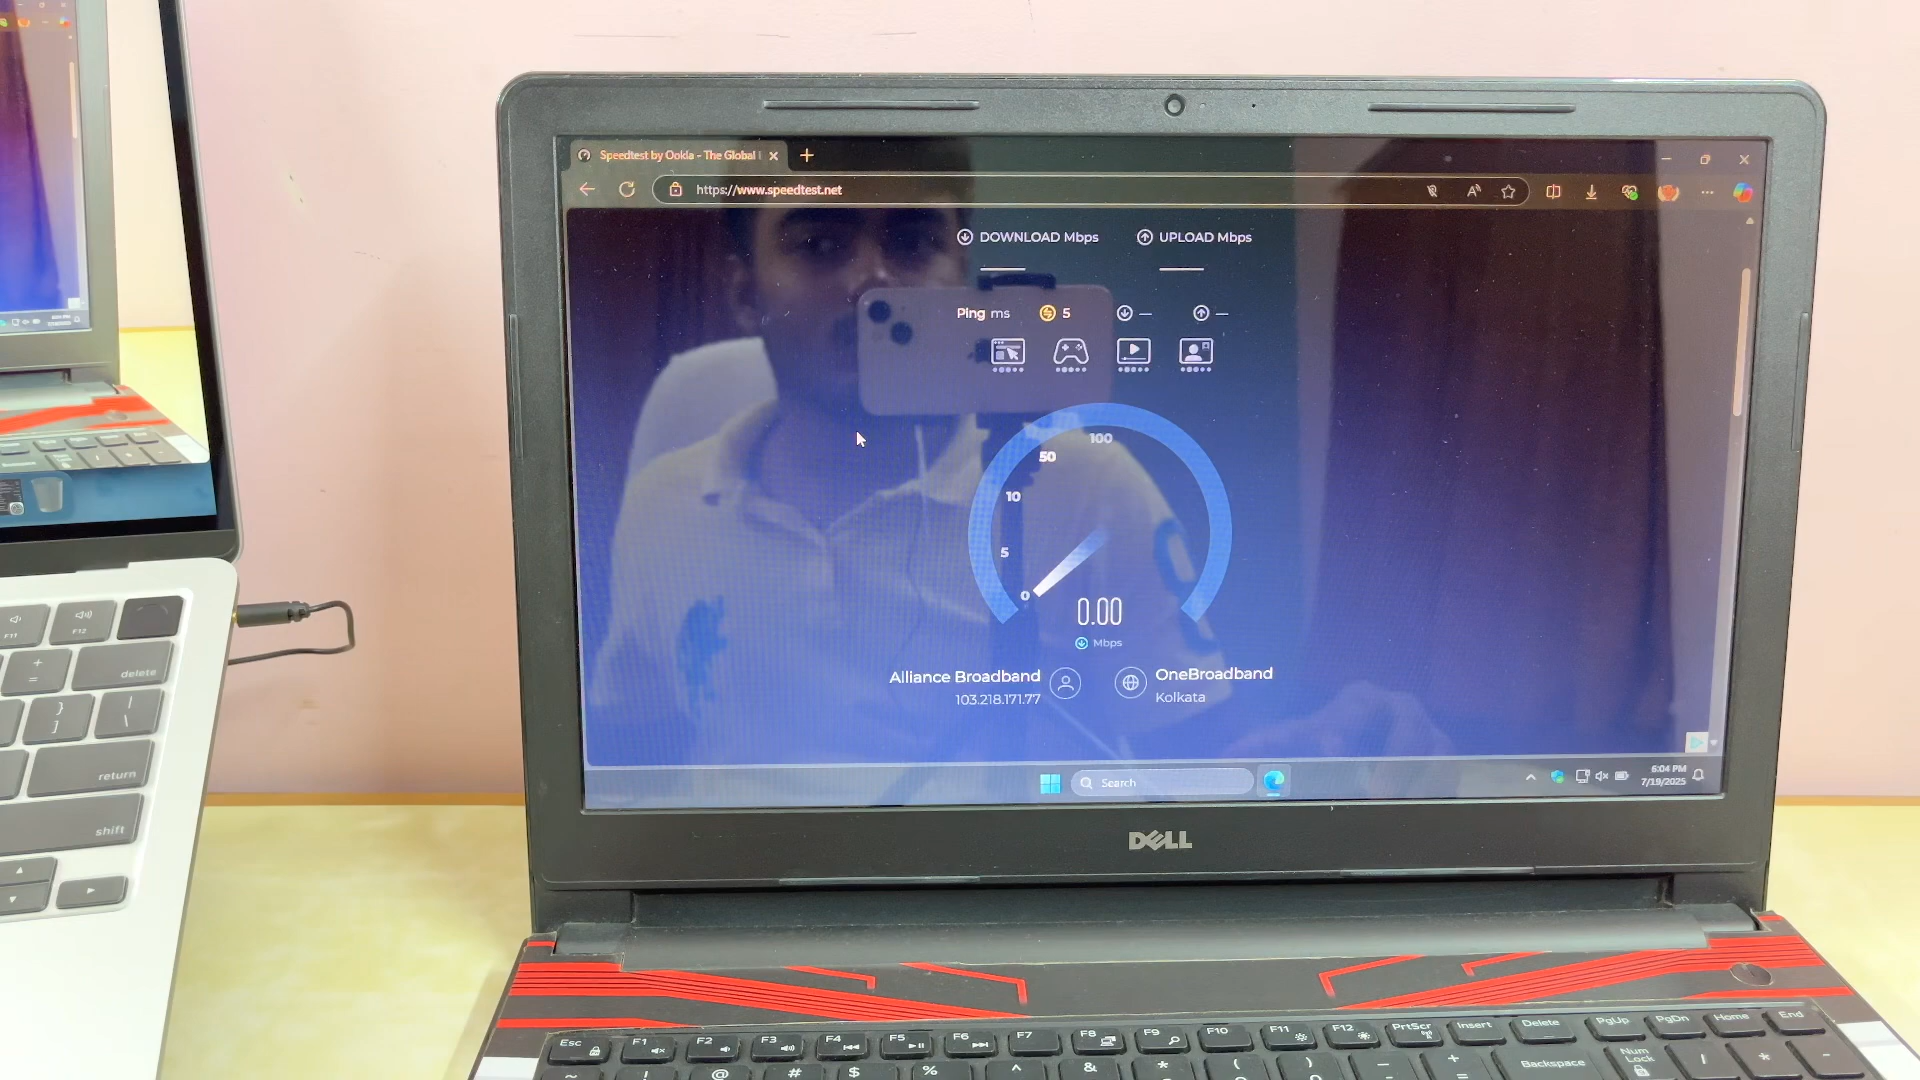 Speedtest by Ookla - The Global
https://www.speedtest.net
DOWNLOAD Mbps
UPLOAD Mbps
Ping ms
5
100
50
10
5
0
0.00
Mbps
Alliance Broadband
103.218.171.77
OneBroadband
Kolkata
Search
6:04 PM
7/19/2025
DELL
F11
F12
+
=
delete
}
]
|
\
return
shift
Esc
F1
F2
F3
F4
F5
F6
F7
F8
F9
F10
F11
F12
PrtScr
Insert
Delete
PgUp
PgDn
Home
End
~
!
@
#
$
%
^
&
*
(
)
+
=
Backspace
Num
Lock
/
*
-